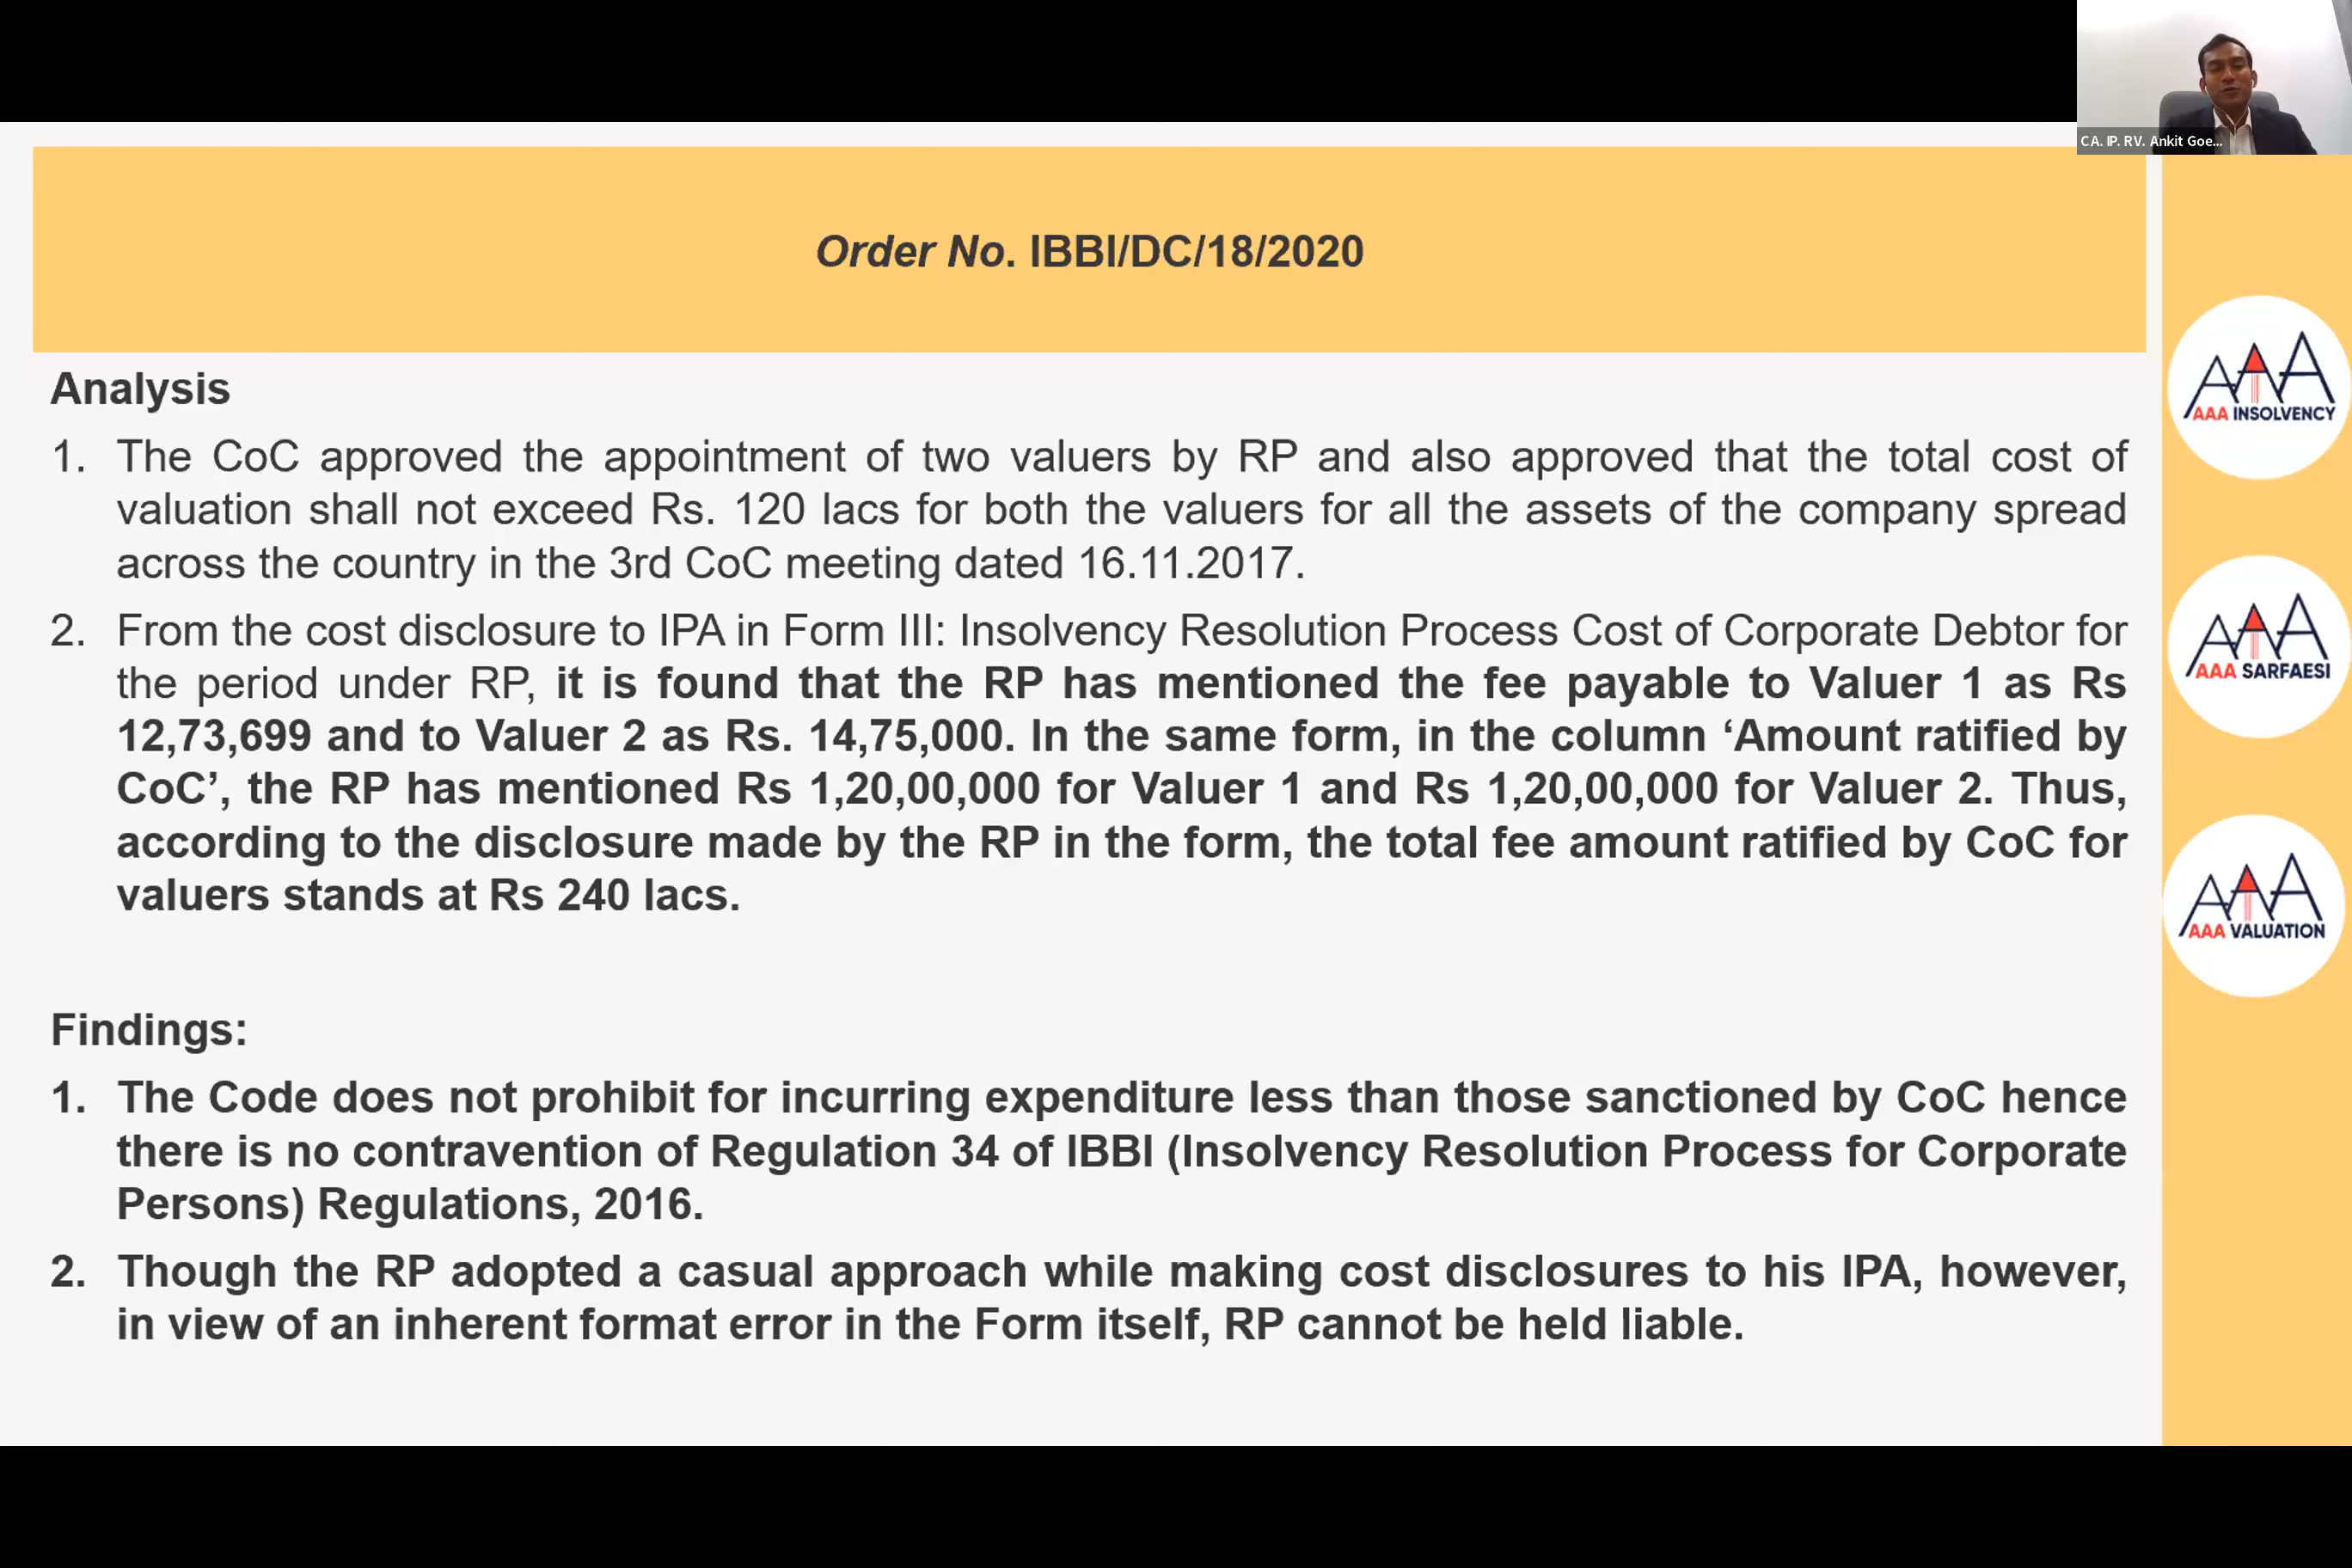 CA. IP. RV. Ankit Goe...
Order No. IBBI/DC/18/2020
Analysis
1. The CoC approved the appointment of two valuers by RP and also approved that the total cost of
valuation shall not exceed Rs. 120 lacs for both the valuers for all the assets of the company spread
across the country in the 3rd CoC meeting dated 16.11.2017.
2. From the cost disclosure to IPA in Form III: Insolvency Resolution Process Cost of Corporate Debtor for
the period under RP, it is found that the RP has mentioned the fee payable to Valuer 1 as Rs
12,73,699 and to Valuer 2 as Rs. 14,75,000. In the same form, in the column ‘Amount ratified by
CoC’, the RP has mentioned Rs 1,20,00,000 for Valuer 1 and Rs 1,20,00,000 for Valuer 2. Thus,
according to the disclosure made by the RP in the form, the total fee amount ratified by CoC for
valuers stands at Rs 240 lacs.
Findings:
1. The Code does not prohibit for incurring expenditure less than those sanctioned by CoC hence
there is no contravention of Regulation 34 of IBBI (Insolvency Resolution Process for Corporate
Persons) Regulations, 2016.
2. Though the RP adopted a casual approach while making cost disclosures to his IPA, however,
in view of an inherent format error in the Form itself, RP cannot be held liable.
AAA
AAA INSOLVENCY
AAA
AAA SARFAESI
AAA
AAA VALUATION